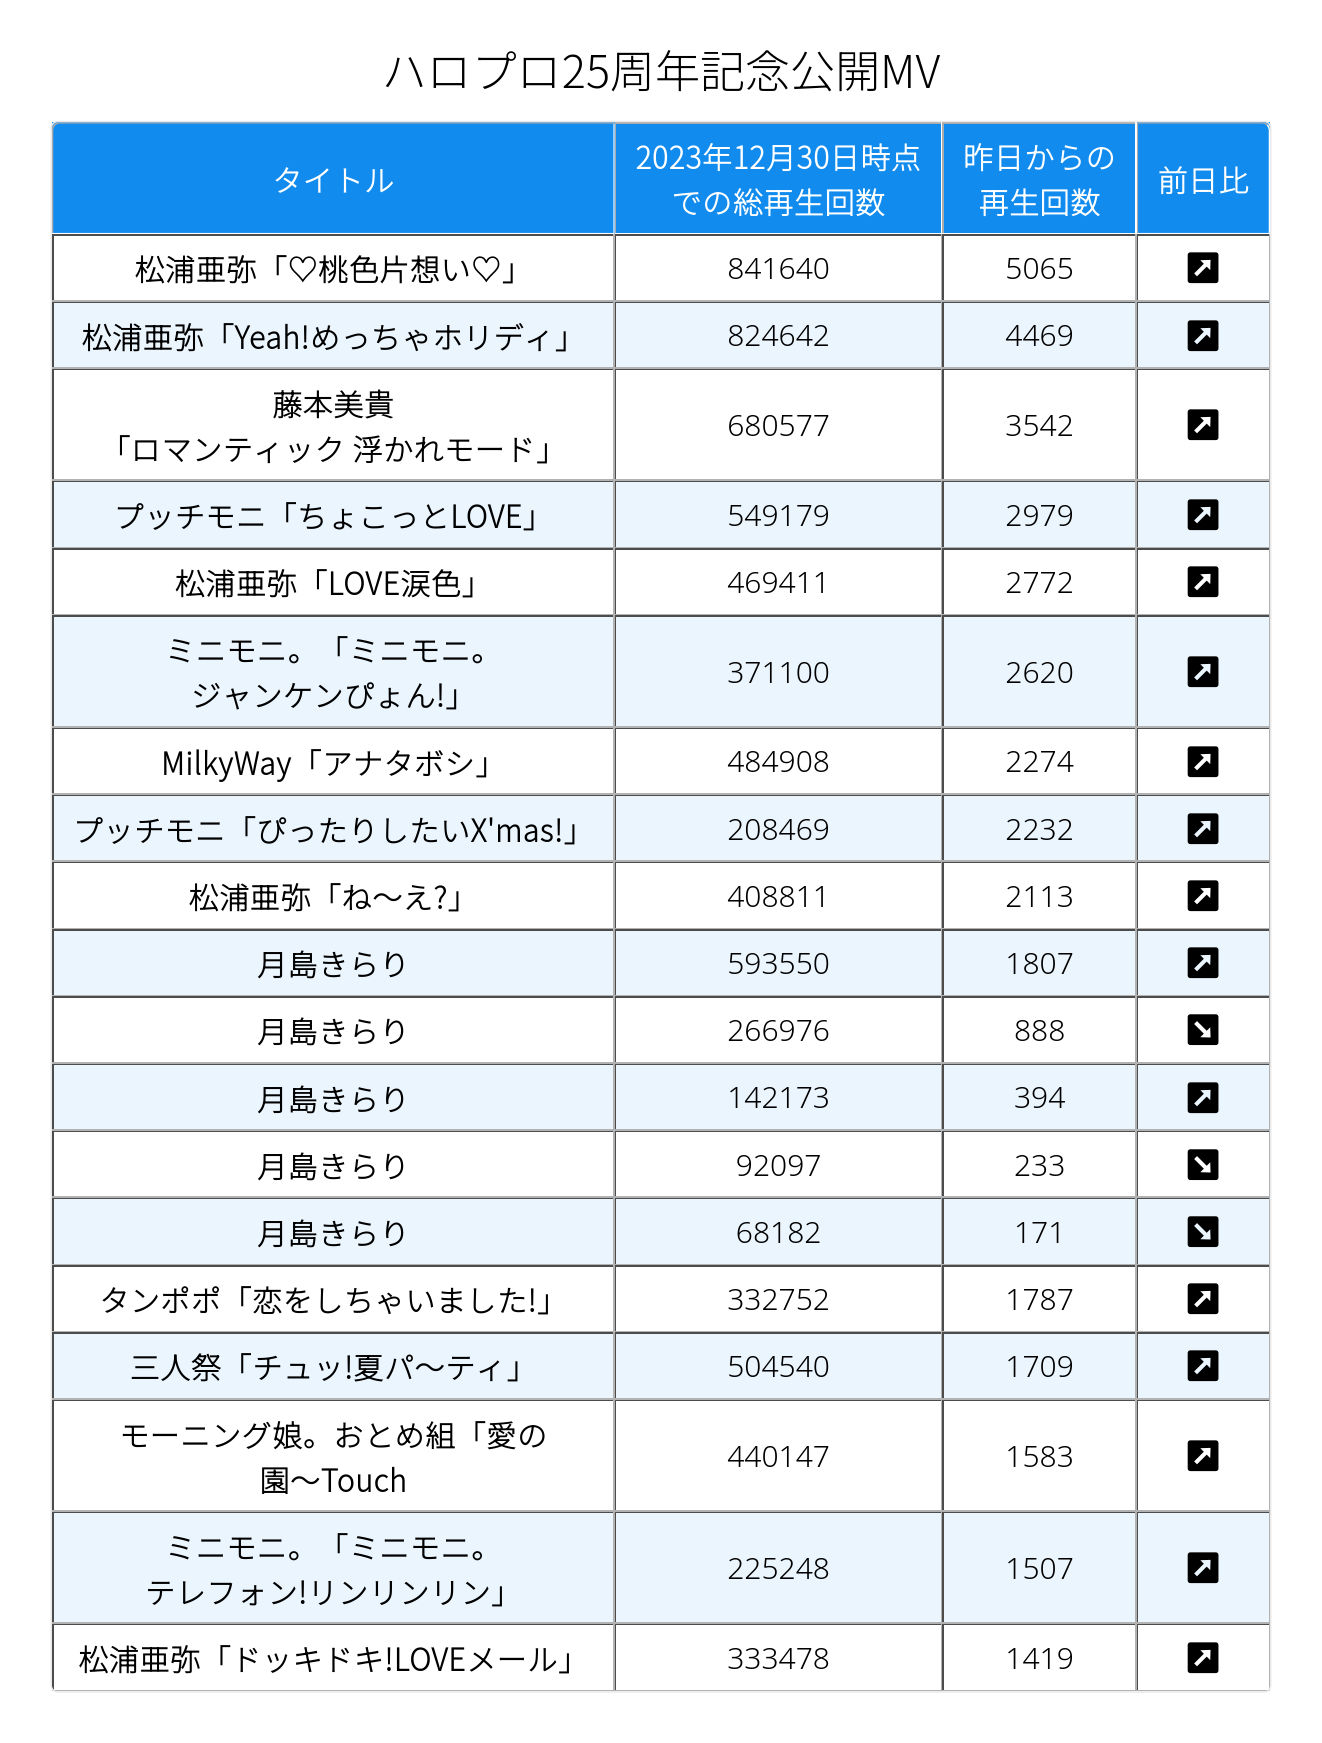 ハロプロ25周年記念公開MV
タイトル
2023年12月30日時点
での総再生回数
昨日からの
再生回数
前日比
松浦亜弥「♡桃色片想い♡」 841640 5065
松浦亜弥「Yeah!めっちゃホリディ」 824642 4469
藤本美貴
「ロマンティック 浮かれモード」 680577 3542
プッチモニ「ちょこっとLOVE」 549179 2979
松浦亜弥「LOVE涙色」 469411 2772
ミニモニ。「ミニモニ。
ジャンケンぴょん!」 371100 2620
MilkyWay「アナタボシ」 484908 2274
プッチモニ「ぴったりしたいX'mas!」 208469 2232
松浦亜弥「ね〜え?」 408811 2113
月島きらり 593550 1807
月島きらり 266976 888
月島きらり 142173 394
月島きらり 92097 233
月島きらり 68182 171
タンポポ「恋をしちゃいました!」 332752 1787
三人祭「チュッ!夏パ〜ティ」 504540 1709
モーニング娘。おとめ組「愛の
園〜Touch 440147 1583
ミニモニ。「ミニモニ。
テレフォン!リンリンリン」 225248 1507
松浦亜弥「ドッキドキ!LOVEメール」 333478 1419